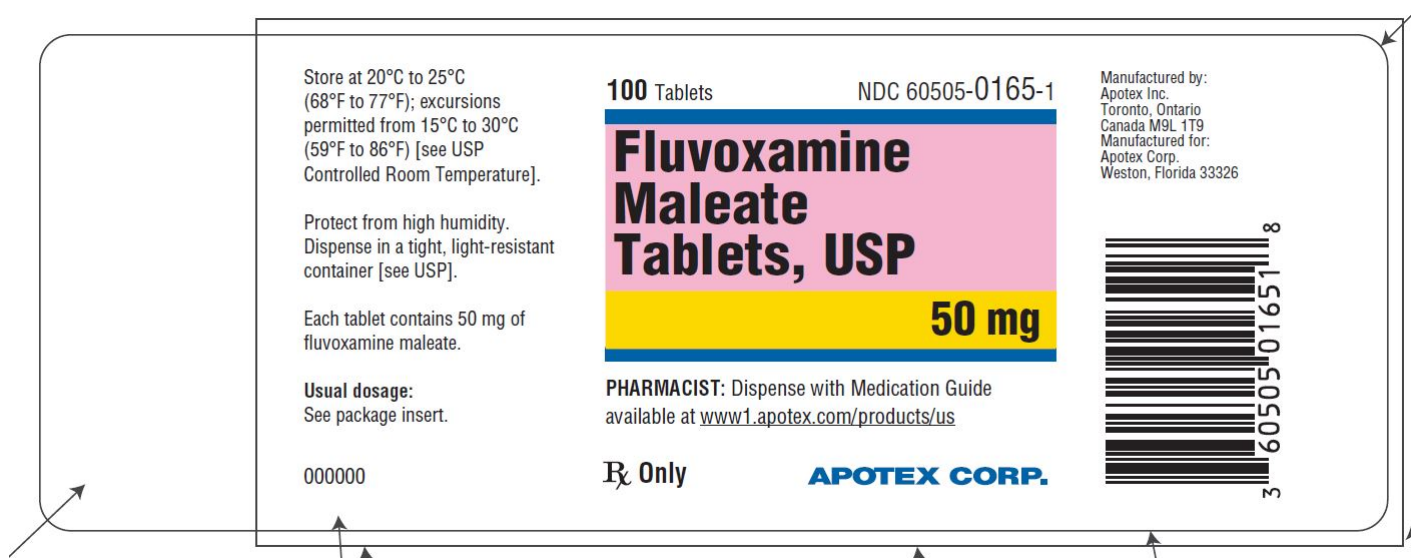 Store at 20°C to 25°C
(68°F to 77°F); excursions
permitted from 15°C to 30°C
(59°F to 86°F) [see USP
Controlled Room Temperature].
Protect from high humidity.
Dispense in a tight, light-resistant
container [see USP].
Each tablet contains 50 mg of
fluvoxamine maleate.
Usual dosage:
See package insert.
000000
100 Tablets NDC 60505-0165-1
Fluvoxamine
Maleate
Tablets, USP
50 mg
PHARMACIST: Dispense with Medication Guide
available at www1.apotex.com/products/us
℞ Only APOTEX CORP.
Manufactured by:
Apotex Inc.
Toronto, Ontario
Canada M9L 1T9
Manufactured for:
Apotex Corp.
Weston, Florida 33326
3 60505 01651 8